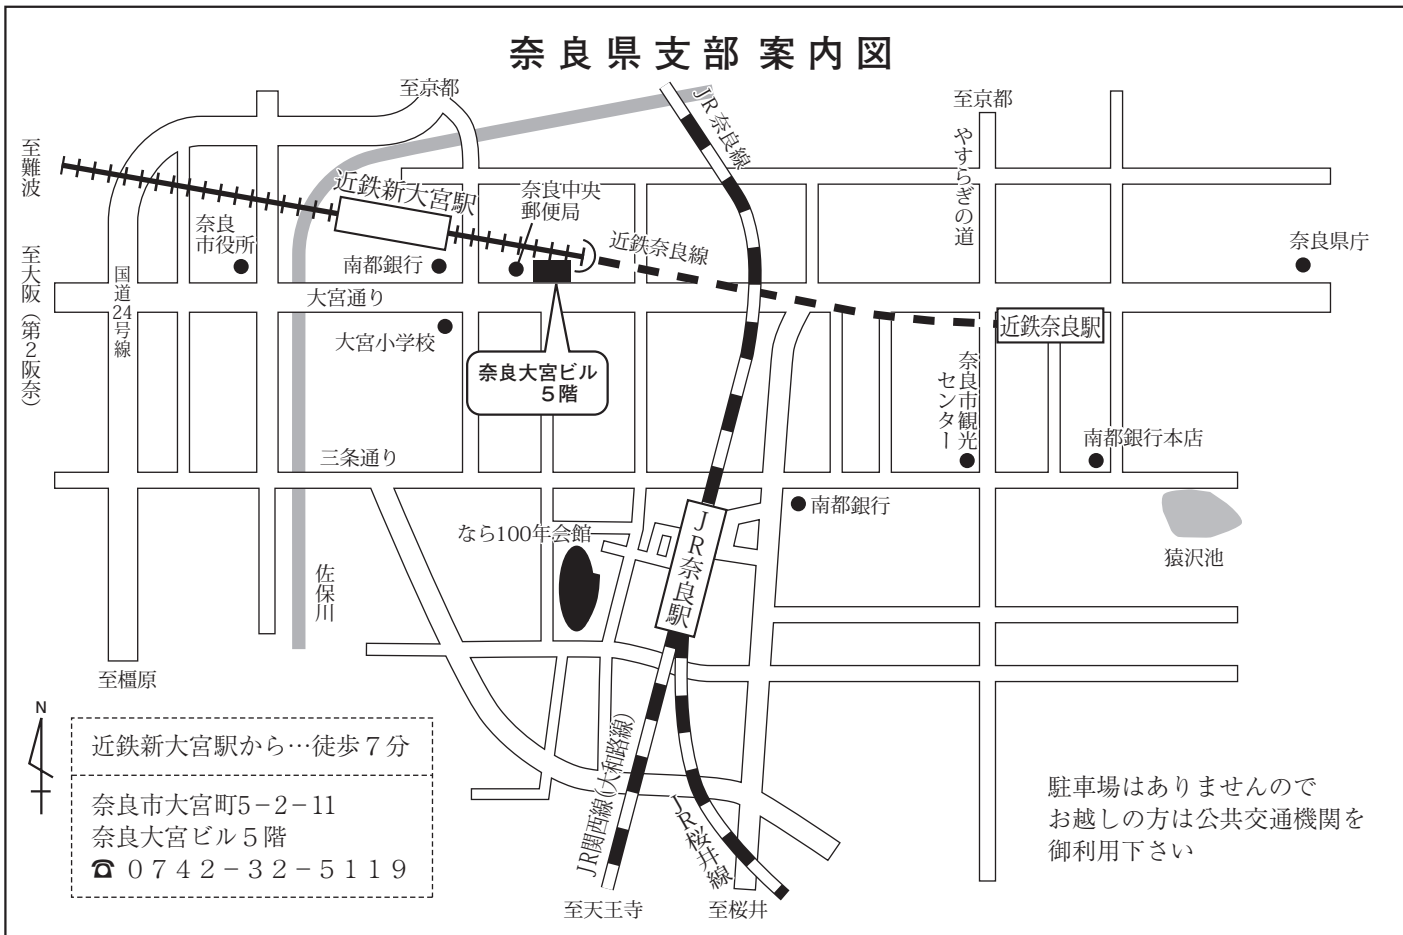 奈良県支部 案内図
至京都
至京都
至難波
JR奈良線
やすらぎの道
近鉄新大宮駅
奈良中央
郵便局
奈良
市役所
近鉄奈良線
奈良県庁
至大阪(第2阪奈)
国道24号線
南都銀行
大宮通り
大宮小学校
近鉄奈良駅
奈良大宮ビル
5階
奈良市観光
センター
三条通り
南都銀行本店
南都銀行
なら100年会館
JR奈良駅
猿沢池
佐保川
至橿原
N
近鉄新大宮駅から…徒歩7分
奈良市大宮町5−2−11
奈良大宮ビル5階
☎ 0742−32−5119
JR関西線(大和路線)
JR桜井線
至天王寺
至桜井
駐車場はありませんので
お越しの方は公共交通機関を
御利用下さい